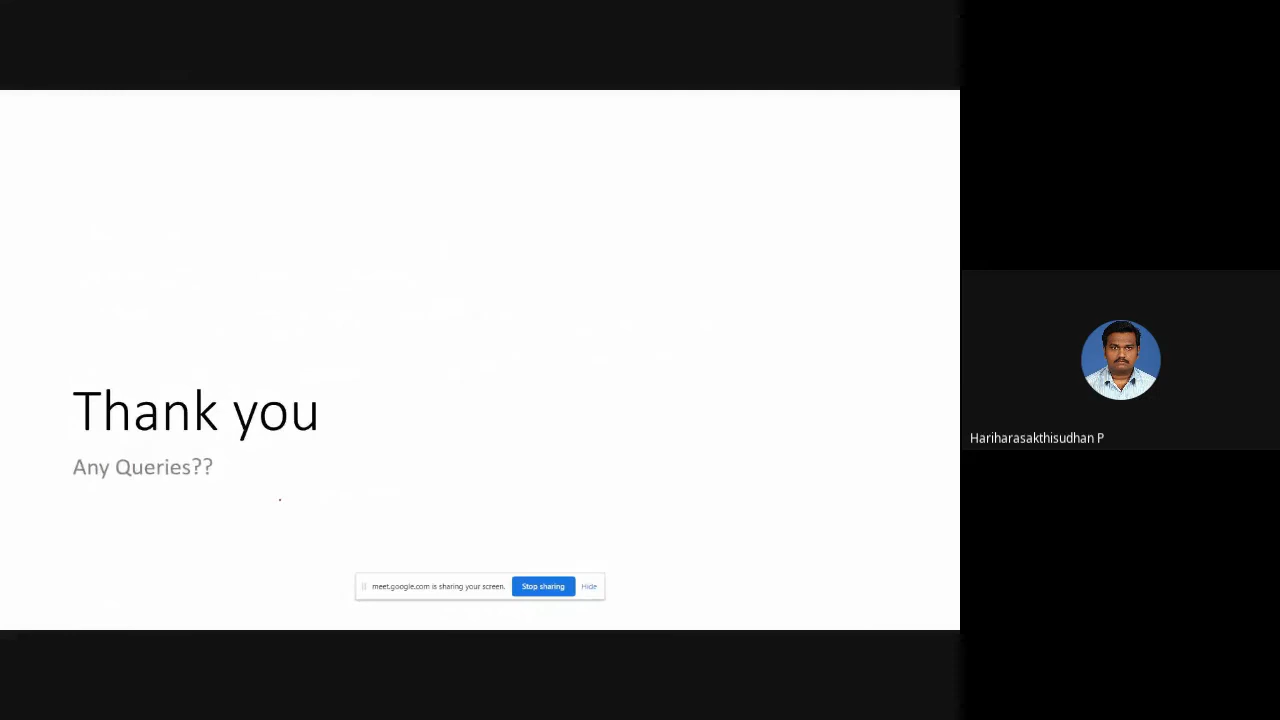 Thank you
Any Queries??
meet.google.com is sharing your screen.
Stop sharing
Hide
Hariharasakthisudhan P